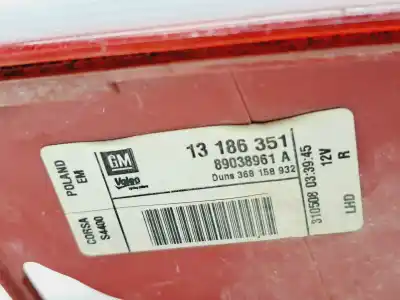 POLAND
EM
CORSA
S4400
GM
Valeo
13 186 351
89038961 A
Duns 368 158 932
310508 03:39:45
12V
R
LHD